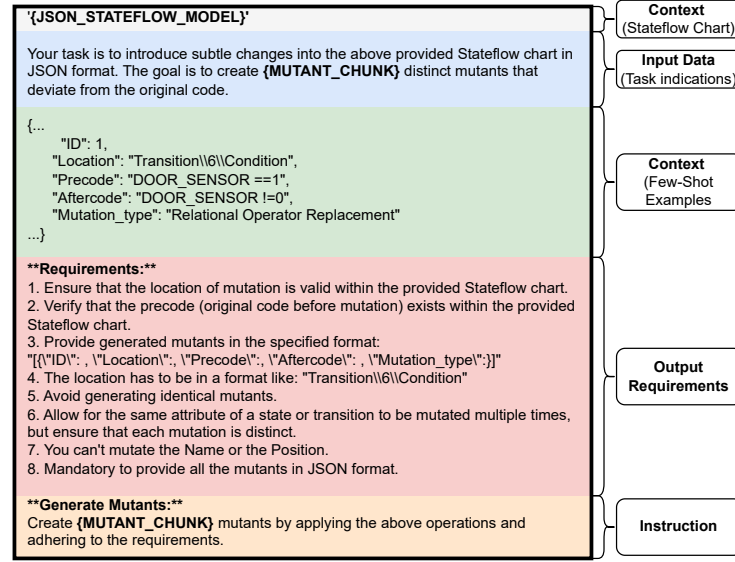 '{JSON_STATEFLOW_MODEL}'
Context
(Stateflow Chart)
Your task is to introduce subtle changes into the above provided Stateflow chart in
JSON format. The goal is to create {MUTANT_CHUNK} distinct mutants that
deviate from the original code.
Input Data
(Task indications)
{...
"ID": 1,
"Location": "Transition\\6\\Condition",
"Precode": "DOOR_SENSOR ==1",
"Aftercode": "DOOR_SENSOR !=0",
"Mutation_type": "Relational Operator Replacement"
...}
Context
(Few-Shot
Examples
**Requirements:**
1. Ensure that the location of mutation is valid within the provided Stateflow chart.
2. Verify that the precode (original code before mutation) exists within the provided
Stateflow chart.
3. Provide generated mutants in the specified format:
"[{\"ID\": , \"Location\":, \"Precode\":, \"Aftercode\": , \"Mutation_type\":}]"
4. The location has to be in a format like: "Transition\\6\\Condition"
5. Avoid generating identical mutants.
6. Allow for the same attribute of a state or transition to be mutated multiple times,
but ensure that each mutation is distinct.
7. You can't mutate the Name or the Position.
8. Mandatory to provide all the mutants in JSON format.
Output
Requirements
**Generate Mutants:**
Create {MUTANT_CHUNK} mutants by applying the above operations and
adhering to the requirements.
Instruction